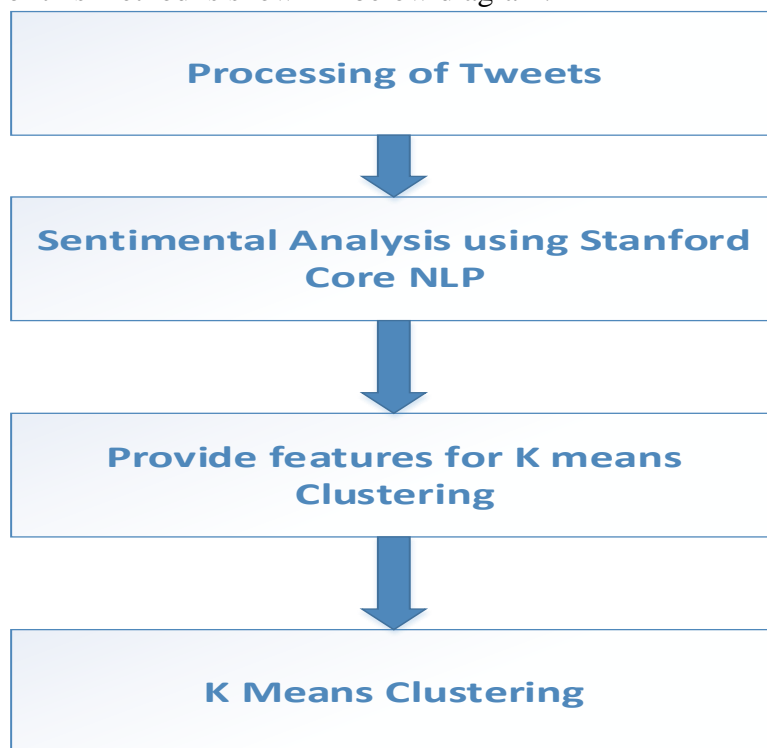 Processing of Tweets
Sentimental Analysis using Stanford
Core NLP
Provide features for K means
Clustering
K Means Clustering